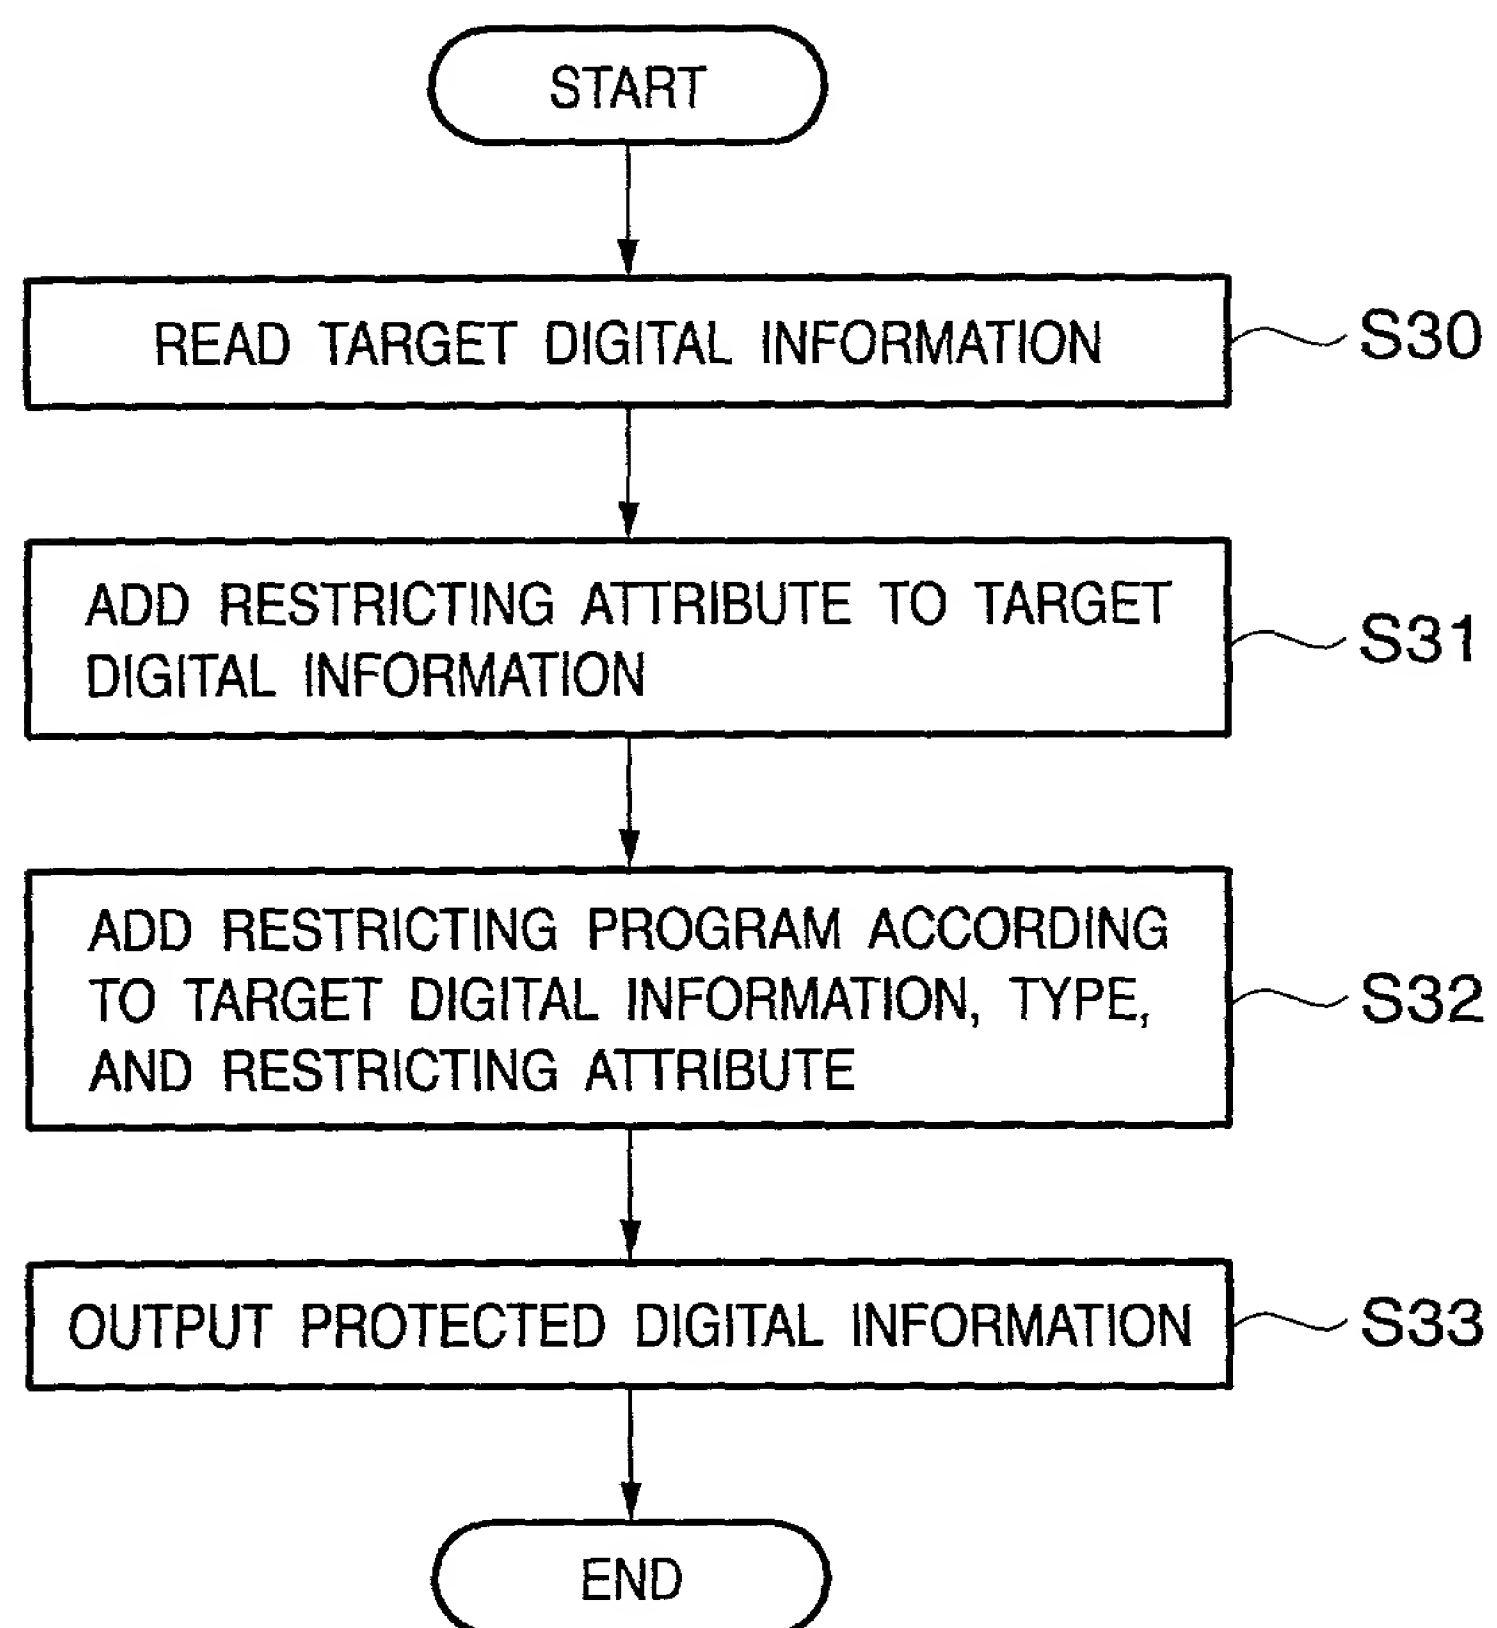 START
READ TARGET DIGITAL INFORMATION
S30
ADD RESTRICTING ATTRIBUTE TO TARGET
DIGITAL INFORMATION
S31
ADD RESTRICTING PROGRAM ACCORDING
TO TARGET DIGITAL INFORMATION, TYPE,
AND RESTRICTING ATTRIBUTE
S32
OUTPUT PROTECTED DIGITAL INFORMATION
S33
END